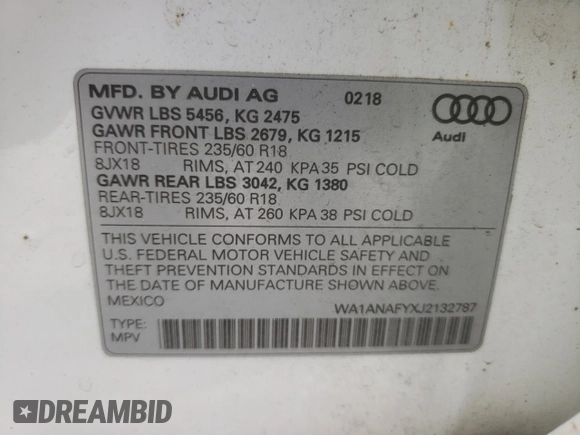 MFD. BY AUDI AG 0218
GVWR LBS 5456, KG 2475
GAWR FRONT LBS 2679, KG 1215
FRONT-TIRES 235/60 R18
8JX18 RIMS, AT 240 KPA 35 PSI COLD
GAWR REAR LBS 3042, KG 1380
REAR-TIRES 235/60 R18
8JX18 RIMS, AT 260 KPA 38 PSI COLD
Audi
THIS VEHICLE CONFORMS TO ALL APPLICABLE
U.S. FEDERAL MOTOR VEHICLE SAFETY AND
THEFT PREVENTION STANDARDS IN EFFECT ON
THE DATE OF MANUFACTURE SHOWN ABOVE.
MEXICO WA1ANAFYXJ2132787
TYPE:
MPV
DREAMBID